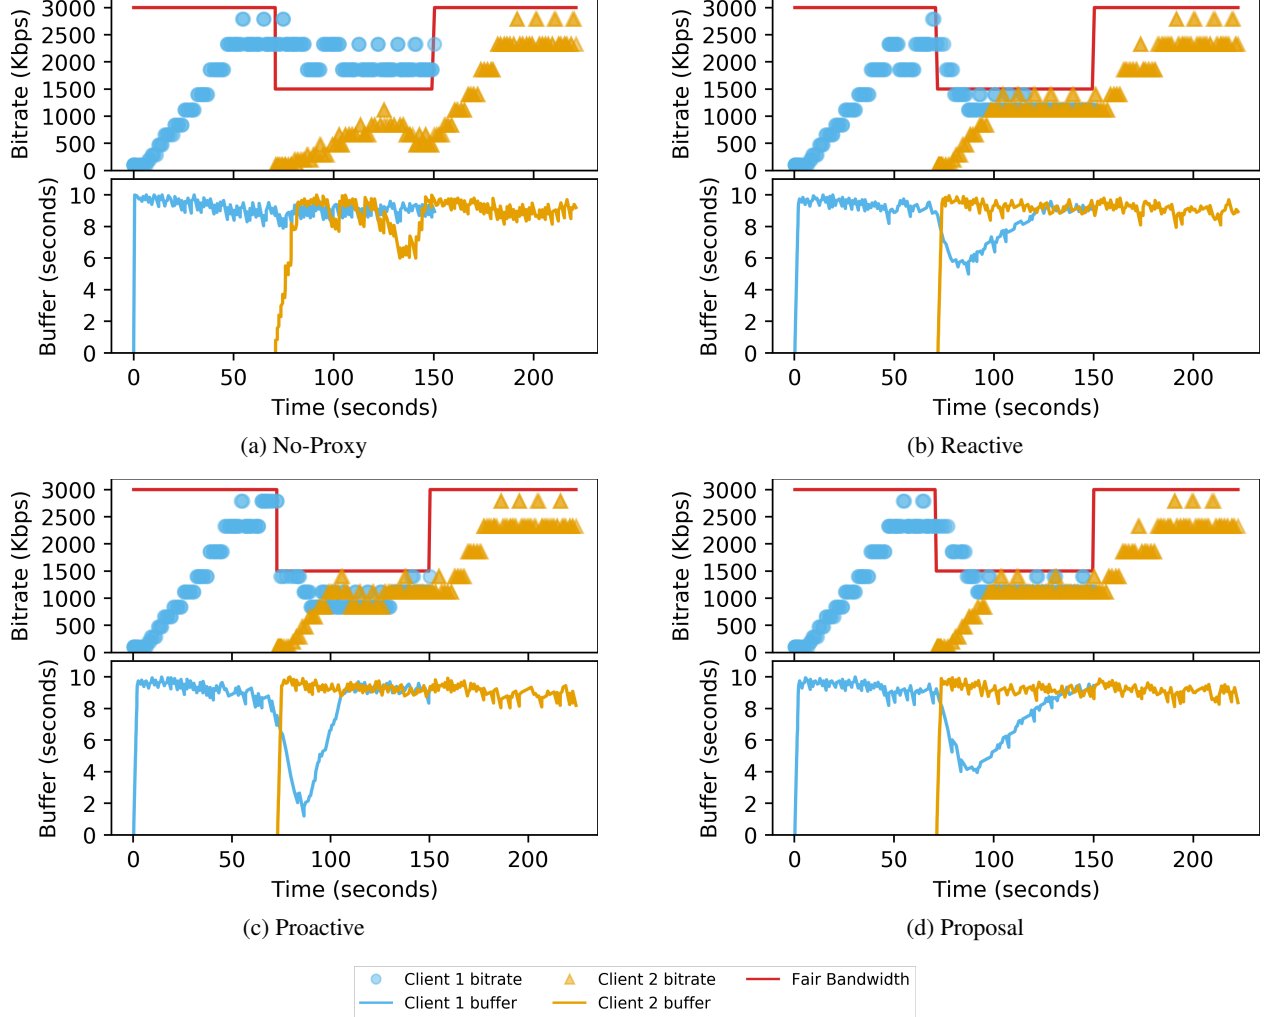 Bitrate (Kbps)
3000
2500
2000
1500
1000
500
0
Buffer (seconds)
10
8
6
4
2
0
0 50 100 150 200
Time (seconds)
(a) No-Proxy
Bitrate (Kbps)
3000
2500
2000
1500
1000
500
0
Buffer (seconds)
10
8
6
4
2
0
0 50 100 150 200
Time (seconds)
(b) Reactive
Bitrate (Kbps)
3000
2500
2000
1500
1000
500
0
Buffer (seconds)
10
8
6
4
2
0
0 50 100 150 200
Time (seconds)
(c) Proactive
Bitrate (Kbps)
3000
2500
2000
1500
1000
500
0
Buffer (seconds)
10
8
6
4
2
0
0 50 100 150 200
Time (seconds)
(d) Proposal
Client 1 bitrate Client 2 bitrate Fair Bandwidth
Client 1 buffer Client 2 buffer